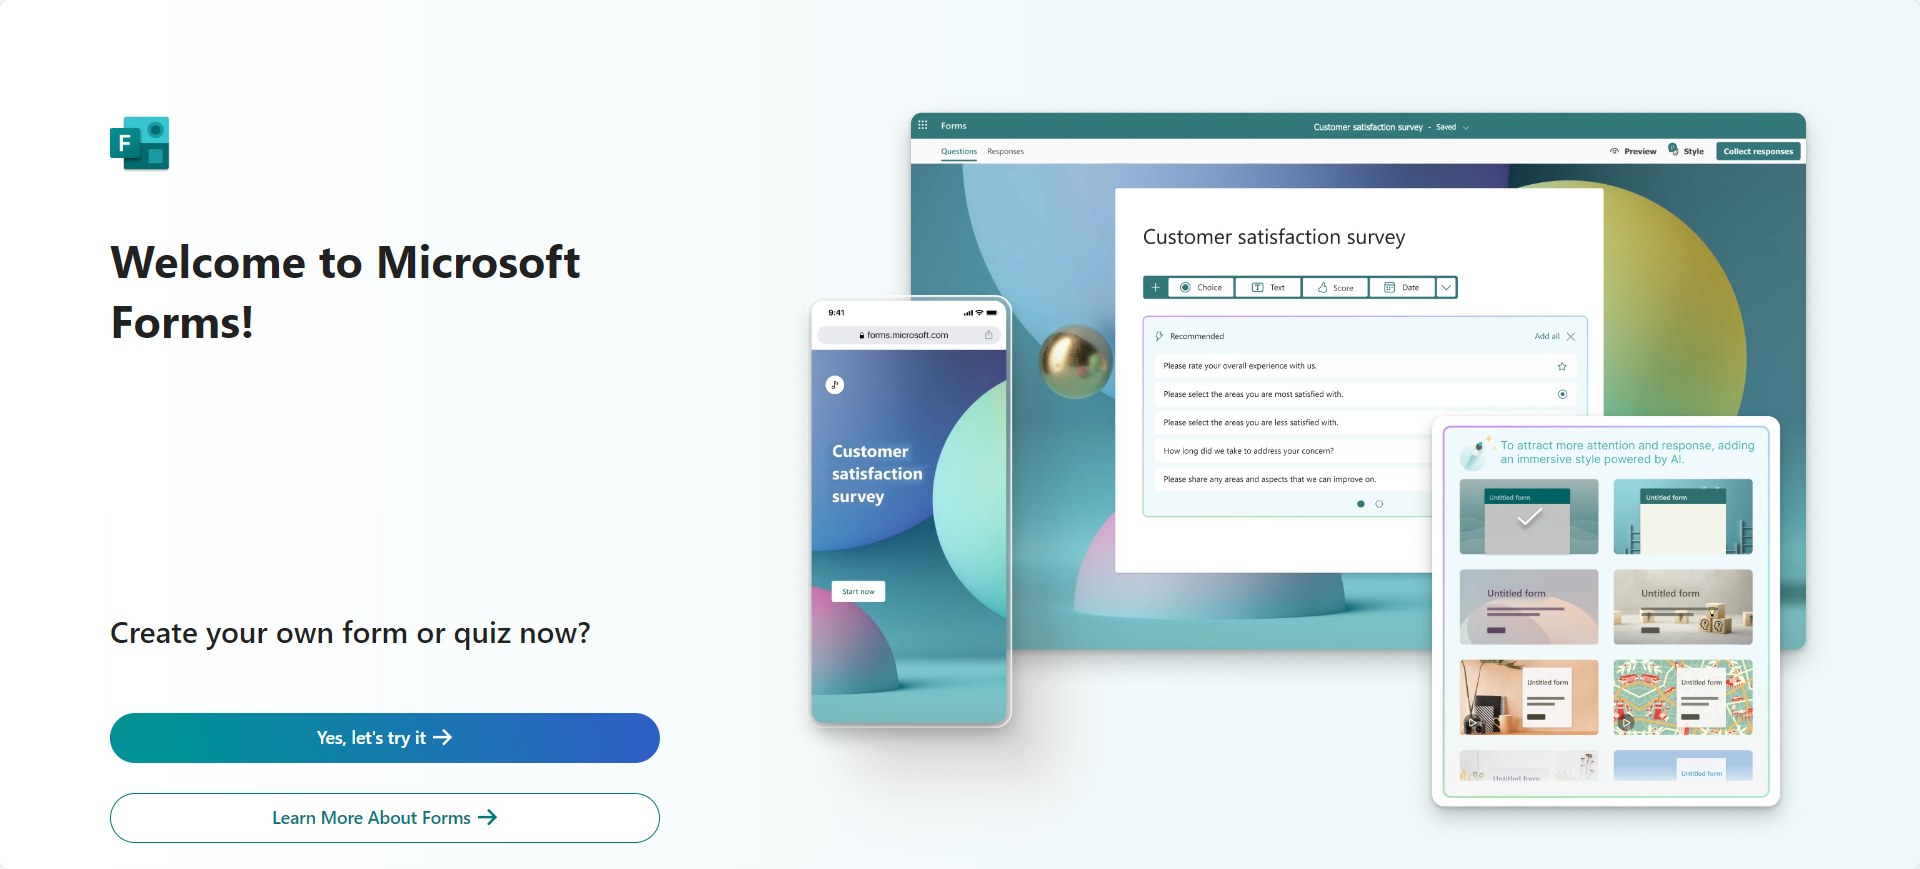 F
Welcome to Microsoft
Forms!
Create your own form or quiz now?
Yes, let's try it →
Learn More About Forms →
9:41
forms.microsoft.com
Customer
satisfaction
survey
Start now
Forms
Customer satisfaction survey - Saved
Questions Responses
Preview Style Collect responses
Customer satisfaction survey
+ Choice Text Score Date
Recommended Add all
Please rate your overall experience with us.
Please select the areas you are most satisfied with.
Please select the areas you are less satisfied with.
How long did we take to address your concern?
Please share any areas and aspects that we can improve on.
To attract more attention and response, adding
an immersive style powered by AI.
Untitled form Untitled form
Untitled form Untitled form
Untitled form Untitled form
Untitled form Untitled form